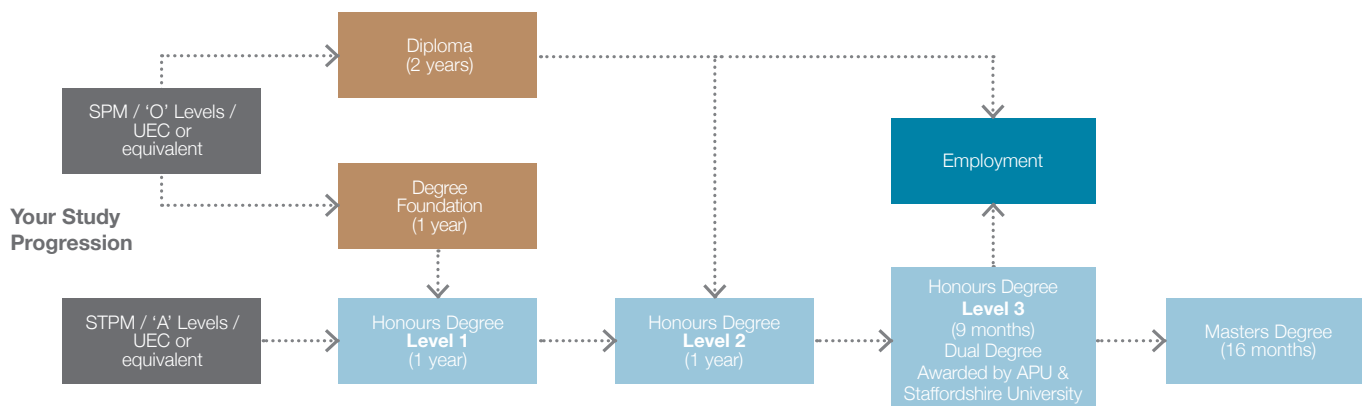 Diploma
(2 years)
SPM / ‘O’ Levels /
UEC or
equivalent
Employment
Degree
Foundation
(1 year)
Your Study
Progression
STPM / ‘A’ Levels /
UEC or
equivalent
Honours Degree
Level 1
(1 year)
Honours Degree
Level 2
(1 year)
Honours Degree
Level 3
(9 months)
Dual Degree
Awarded by APU &
Staffordshire University
Masters Degree
(16 months)